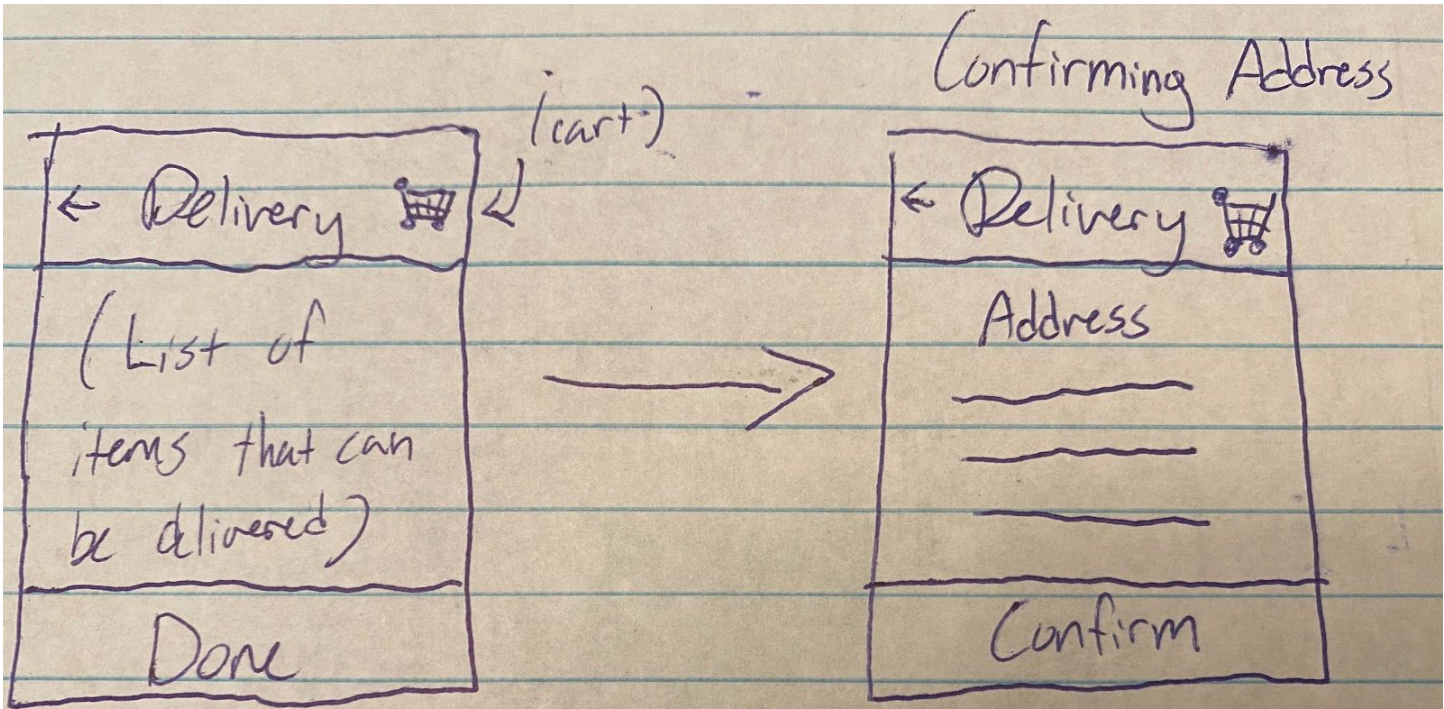 Confirming Address
(cart)
← Delivery
(List of
items that can
be delivered)
Done
← Delivery
Address
Confirm